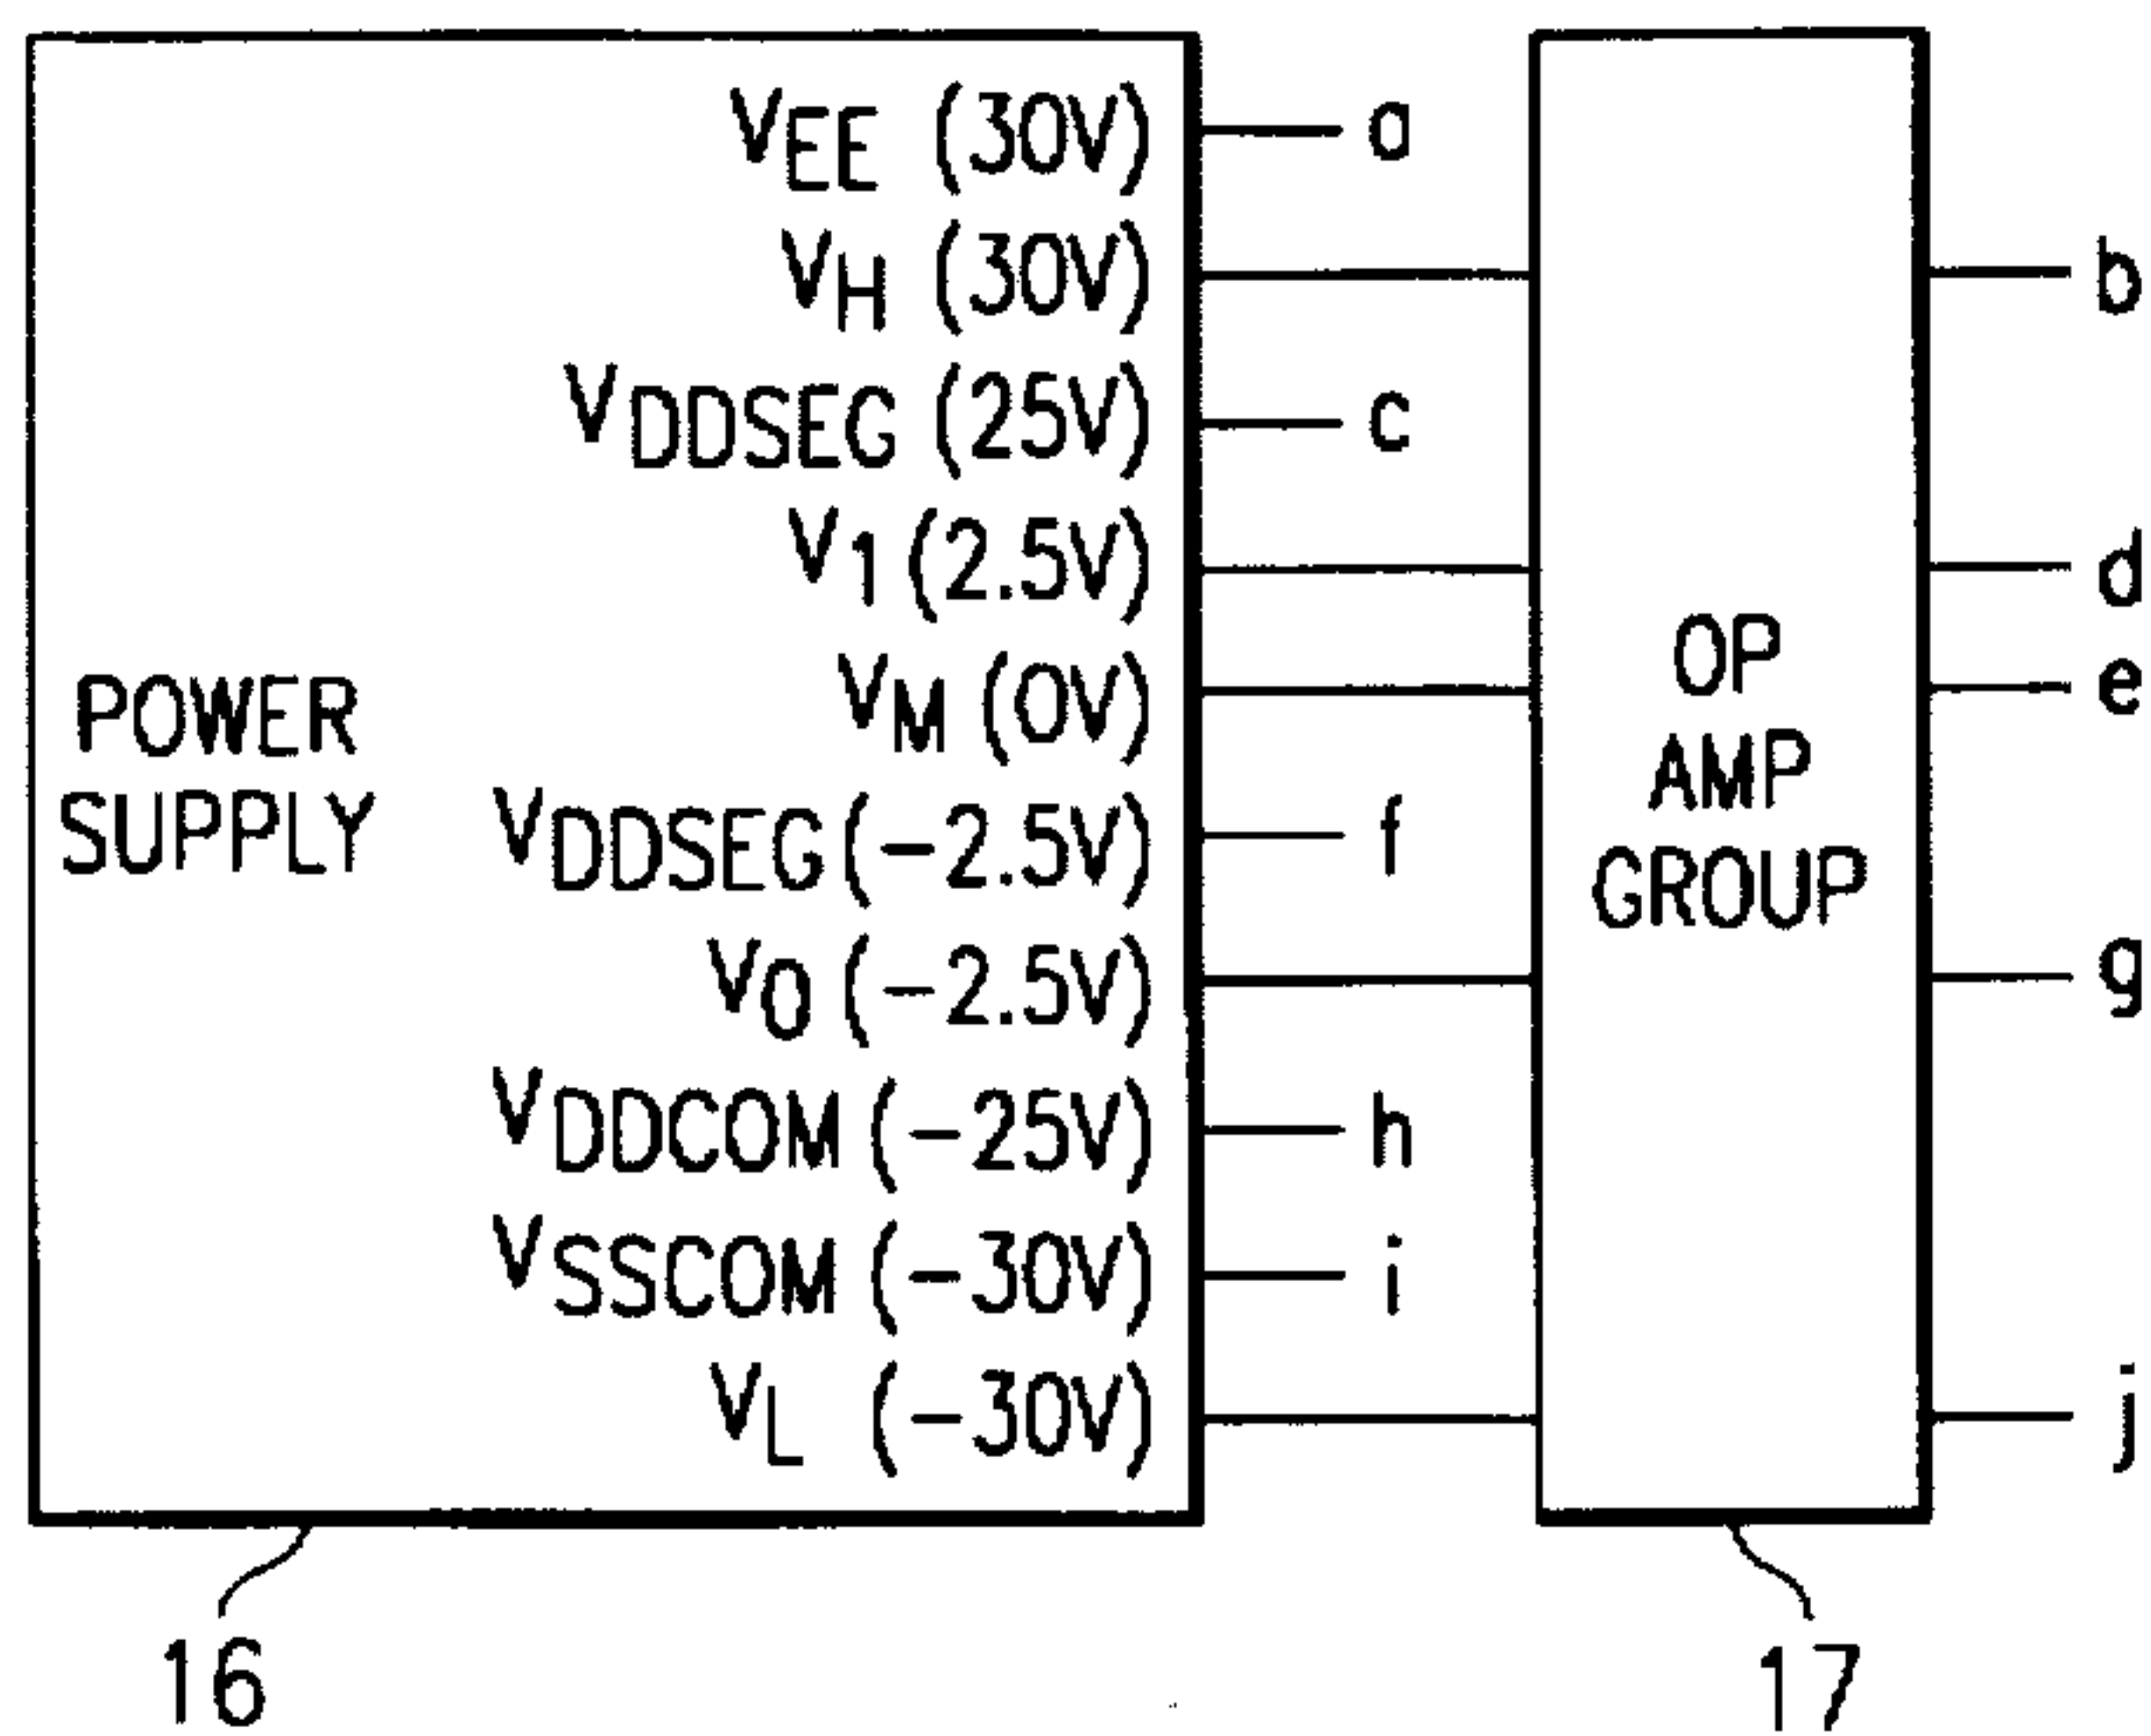 VEE (30V) a
VH (30V) b
VDDSEG (25V) c
V1 (2.5V) d
VM (0V) e
VDDSEG (-2.5V) f
VO (-2.5V) g
VDDCOM (-25V) h
VSSCOM (-30V) i
VL (-30V) j
POWER
SUPPLY
OP
AMP
GROUP
16
17